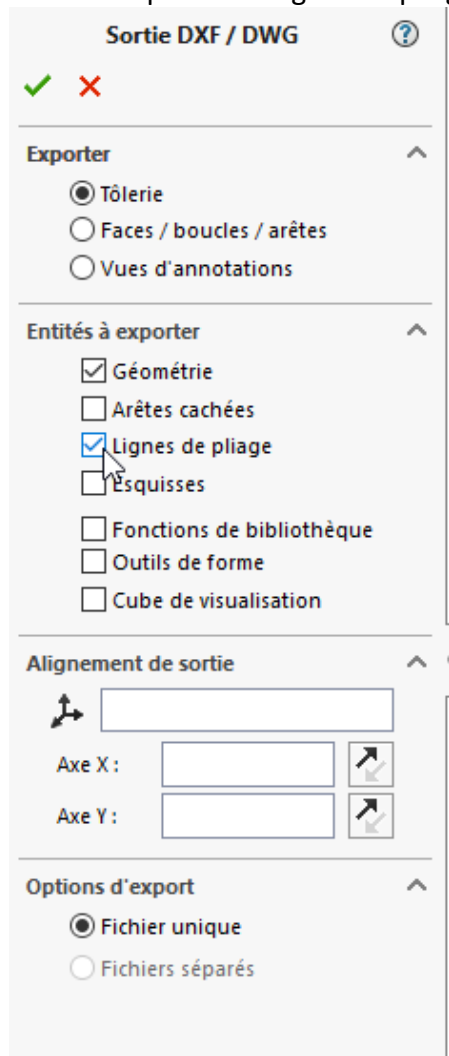 Sortie DXF / DWG
Exporter
Tôlerie
Faces / boucles / arêtes
Vues d'annotations
Entités à exporter
Géométrie
Arêtes cachées
Lignes de pliage
Esquisses
Fonctions de bibliothèque
Outils de forme
Cube de visualisation
Alignement de sortie
Axe X :
Axe Y :
Options d'export
Fichier unique
Fichiers séparés